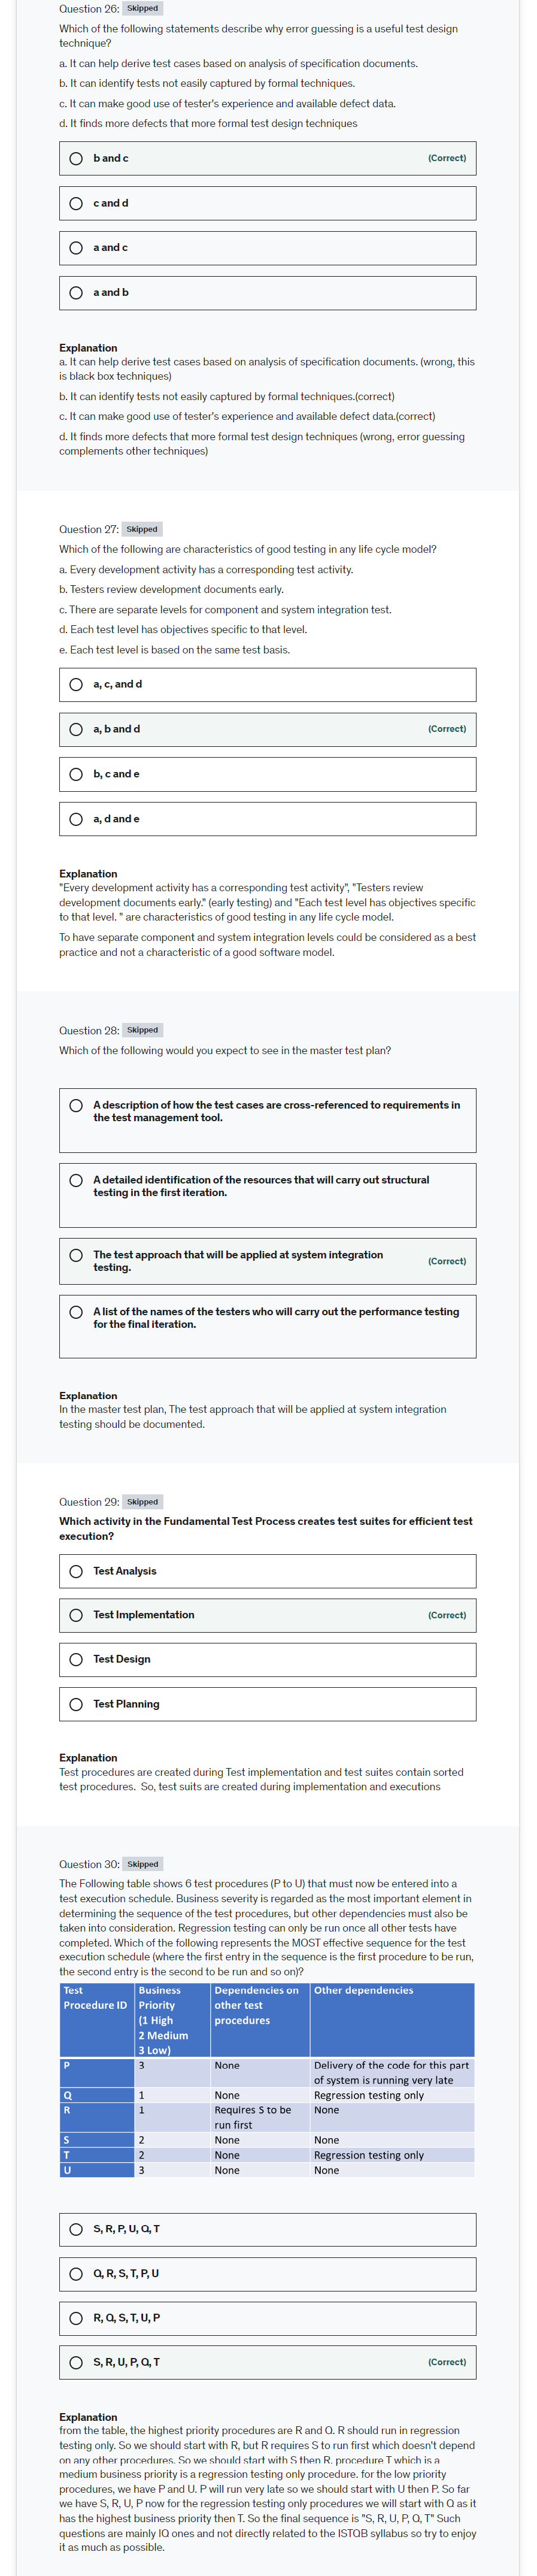 Question 26: Skipped
Which of the following statements describe why error guessing is a useful test design
technique?
a. It can help derive test cases based on analysis of specification documents.
b. It can identify tests not easily captured by formal techniques.
c. It can make good use of tester's experience and available defect data.
d. It finds more defects that more formal test design techniques
b and c (Correct)
c and d
a and c
a and b
Explanation
a. It can help derive test cases based on analysis of specification documents. (wrong, this
is black box techniques)
b. It can identify tests not easily captured by formal techniques.(correct)
c. It can make good use of tester's experience and available defect data.(correct)
d. It finds more defects that more formal test design techniques (wrong, error guessing
complements other techniques)
Question 27: Skipped
Which of the following are characteristics of good testing in any life cycle model?
a. Every development activity has a corresponding test activity.
b. Testers review development documents early.
c. There are separate levels for component and system integration test.
d. Each test level has objectives specific to that level.
e. Each test level is based on the same test basis.
a, c, and d
a, b and d (Correct)
b, c and e
a, d and e
Explanation
"Every development activity has a corresponding test activity", "Testers review
development documents early." (early testing) and "Each test level has objectives specific
to that level. " are characteristics of good testing in any life cycle model.
To have separate component and system integration levels could be considered as a best
practice and not a characteristic of a good software model.
Question 28: Skipped
Which of the following would you expect to see in the master test plan?
A description of how the test cases are cross-referenced to requirements in
the test management tool.
A detailed identification of the resources that will carry out structural
testing in the first iteration.
The test approach that will be applied at system integration
testing. (Correct)
A list of the names of the testers who will carry out the performance testing
for the final iteration.
Explanation
In the master test plan, The test approach that will be applied at system integration
testing should be documented.
Question 29: Skipped
Which activity in the Fundamental Test Process creates test suites for efficient test
execution?
Test Analysis
Test Implementation (Correct)
Test Design
Test Planning
Explanation
Test procedures are created during Test implementation and test suites contain sorted
test procedures. So, test suits are created during implementation and executions
Question 30: Skipped
The Following table shows 6 test procedures (P to U) that must now be entered into a
test execution schedule. Business severity is regarded as the most important element in
determining the sequence of the test procedures, but other dependencies must also be
taken into consideration. Regression testing can only be run once all other tests have
completed. Which of the following represents the MOST effective sequence for the test
execution schedule (where the first entry in the sequence is the first procedure to be run,
the second entry is the second to be run and so on)?
Test Business Dependencies on Other dependencies
Procedure ID Priority other test
(1 High procedures
2 Medium
3 Low)
P 3 None Delivery of the code for this part
of system is running very late
Q 1 None Regression testing only
R 1 Requires S to be None
run first
S 2 None None
T 2 None Regression testing only
U 3 None None
S, R, P, U, Q, T
Q, R, S, T, P, U
R, Q, S, T, U, P
S, R, U, P, Q, T (Correct)
Explanation
from the table, the highest priority procedures are R and Q. R should run in regression
testing only. So we should start with R, but R requires S to run first which doesn't depend
on any other procedures. So we should start with S then R. procedure T which is a
medium business priority is a regression testing only procedure. for the low priority
procedures, we have P and U. P will run very late so we should start with U then P. So far
we have S, R, U, P now for the regression testing only procedures we will start with Q as it
has the highest business priority then T. So the final sequence is "S, R, U, P, Q, T" Such
questions are mainly IQ ones and not directly related to the ISTQB syllabus so try to enjoy
it as much as possible.